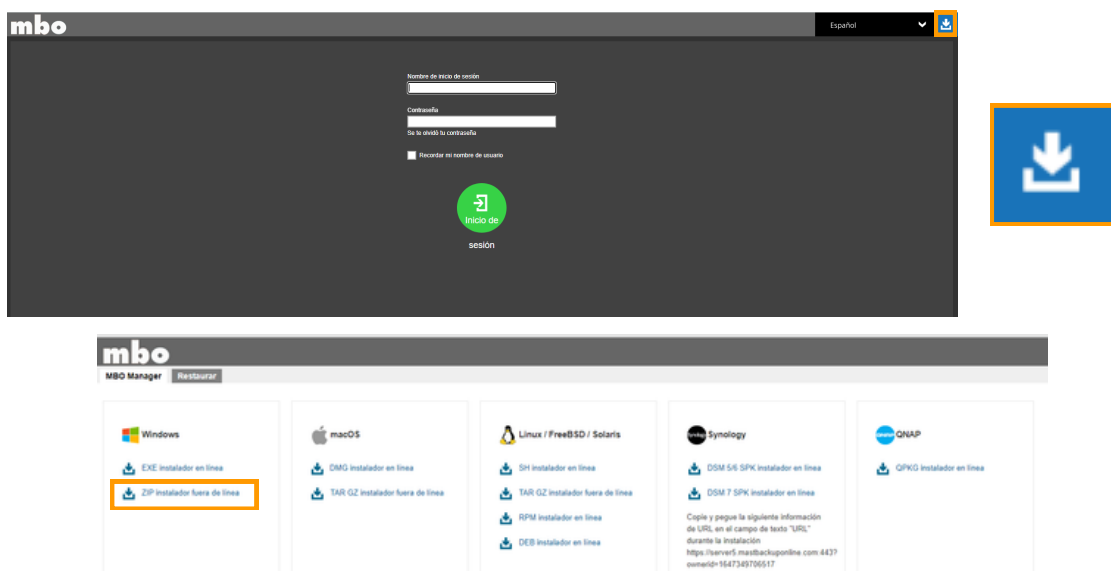 mbo
Español
Nombre de inicio de sesión
Contraseña
Se te olvidó tu contraseña
Recordar mi nombre de usuario
Inicio de
sesión
mbo
MBO Manager Restaurar
Windows
EXE instalador en línea
ZIP instalador fuera de línea
macOS
DMG instalador en línea
TAR GZ instalador fuera de línea
Linux / FreeBSD / Solaris
SH instalador en línea
TAR GZ instalador fuera de línea
RPM instalador en línea
DEB instalador en línea
Synology
Synology
DSM 5/6 SPK instalador en línea
DSM 7 SPK instalador en línea
Copie y pegue la siguiente información
de URL en el campo de texto "URL"
durante la instalación
https://server5.mastbackuponline.com:443?
ownerid=1647349706517
QNAP
QPKG instalador en línea